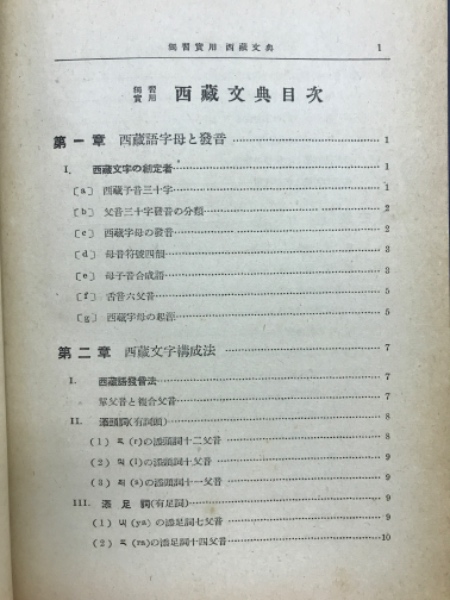 獨習實用 西藏文典 1
獨習實用 西藏文典目次
第一章 西藏語字母と發音 1
I. 西藏文字の創定者 1
〔a〕 西藏子音三十字 1
〔b〕 父音三十字發音の分類 2
〔c〕 西藏字母の發音 2
〔d〕 母音符號四個 3
〔e〕 母子音合成語 3
〔f〕 舌音六父音 5
〔g〕 西藏字母の起源 5
第二章 西藏文字構成法 7
I. 西藏語發音法 7
單父音と複合父音 7
II. 添頭詞(有頭詞) 8
(1) (r)の添頭詞十二父音 8
(2) (l)の添頭詞十父音 9
(3) (s)の添頭詞十一父音 9
III. 添足詞(有足詞) 9
(1) (ya)の添足詞七父音 9
(2) (ra)の添足詞十四父音 10